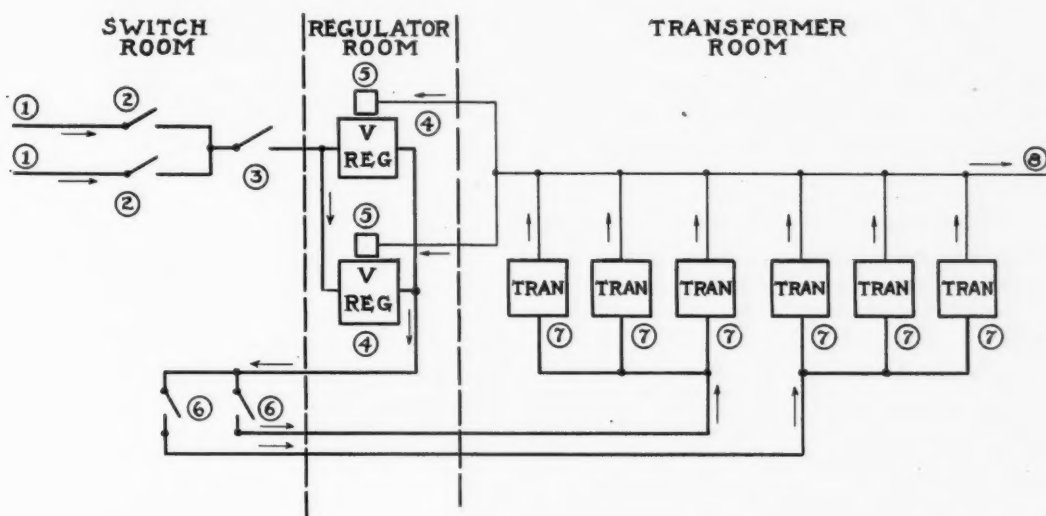 SWITCH
ROOM
REGULATOR
ROOM
TRANSFORMER
ROOM
①
②
①
②
③
⑤
④
V
REG
⑤
V
REG
④
⑧
TRAN
TRAN
TRAN
TRAN
TRAN
TRAN
⑦
⑦
⑦
⑦
⑦
⑦
⑥
⑥